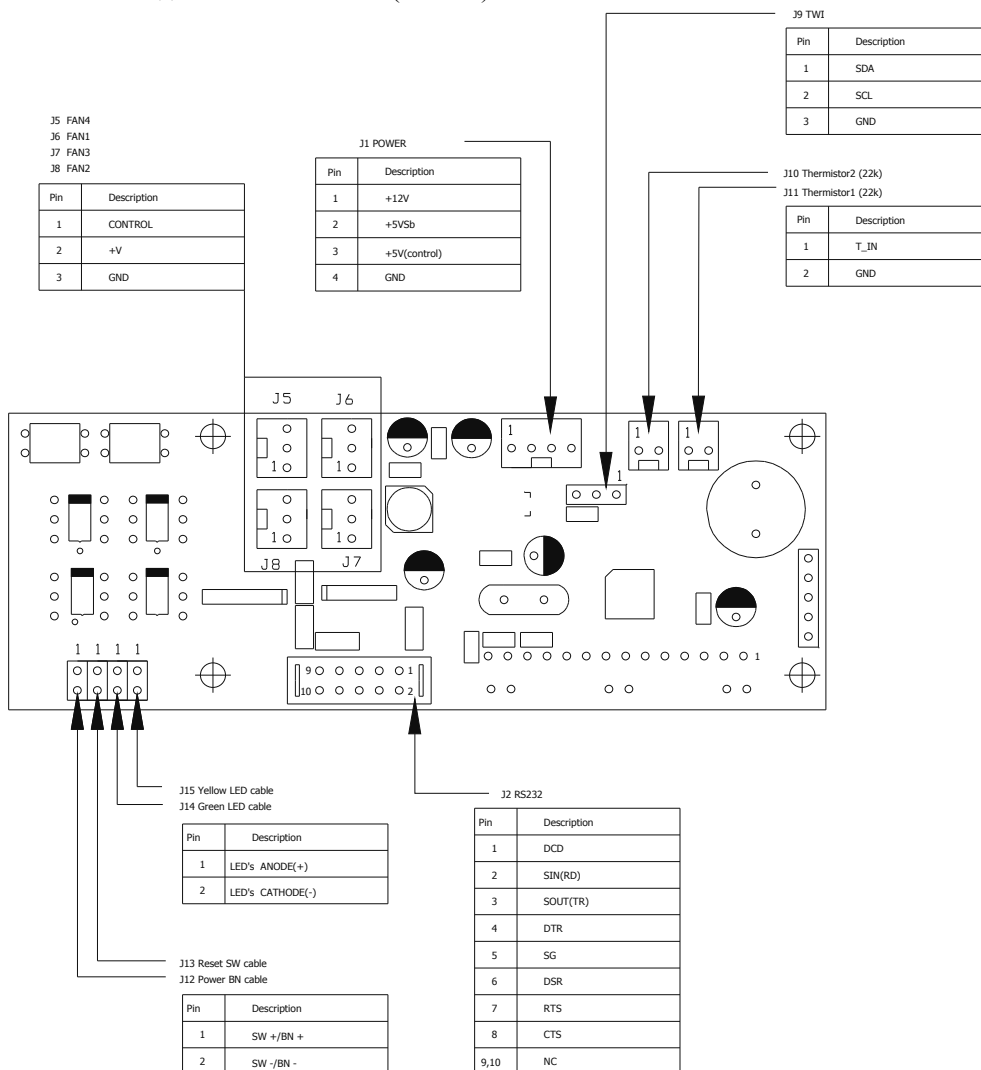 J9 TWI
Pin Description
1 SDA
2 SCL
3 GND
J5 FAN4
J6 FAN1
J7 FAN3
J8 FAN2
Pin Description
1 CONTROL
2 +V
3 GND
J1 POWER
Pin Description
1 +12V
2 +5VSb
3 +5V(control)
4 GND
J10 Thermistor2 (22k)
J11 Thermistor1 (22k)
Pin Description
1 T_IN
2 GND
J5 J6
1 1
1 1
J8 J7
1
1
1 1
1 1 1 1
9 1
10 2
1
J15 Yellow LED cable
J14 Green LED cable
Pin Description
1 LED's ANODE(+)
2 LED's CATHODE(-)
J13 Reset SW cable
J12 Power BN cable
Pin Description
1 SW +/BN +
2 SW -/BN -
J2 RS232
Pin Description
1 DCD
2 SIN(RD)
3 SOUT(TR)
4 DTR
5 SG
6 DSR
7 RTS
8 CTS
9,10 NC